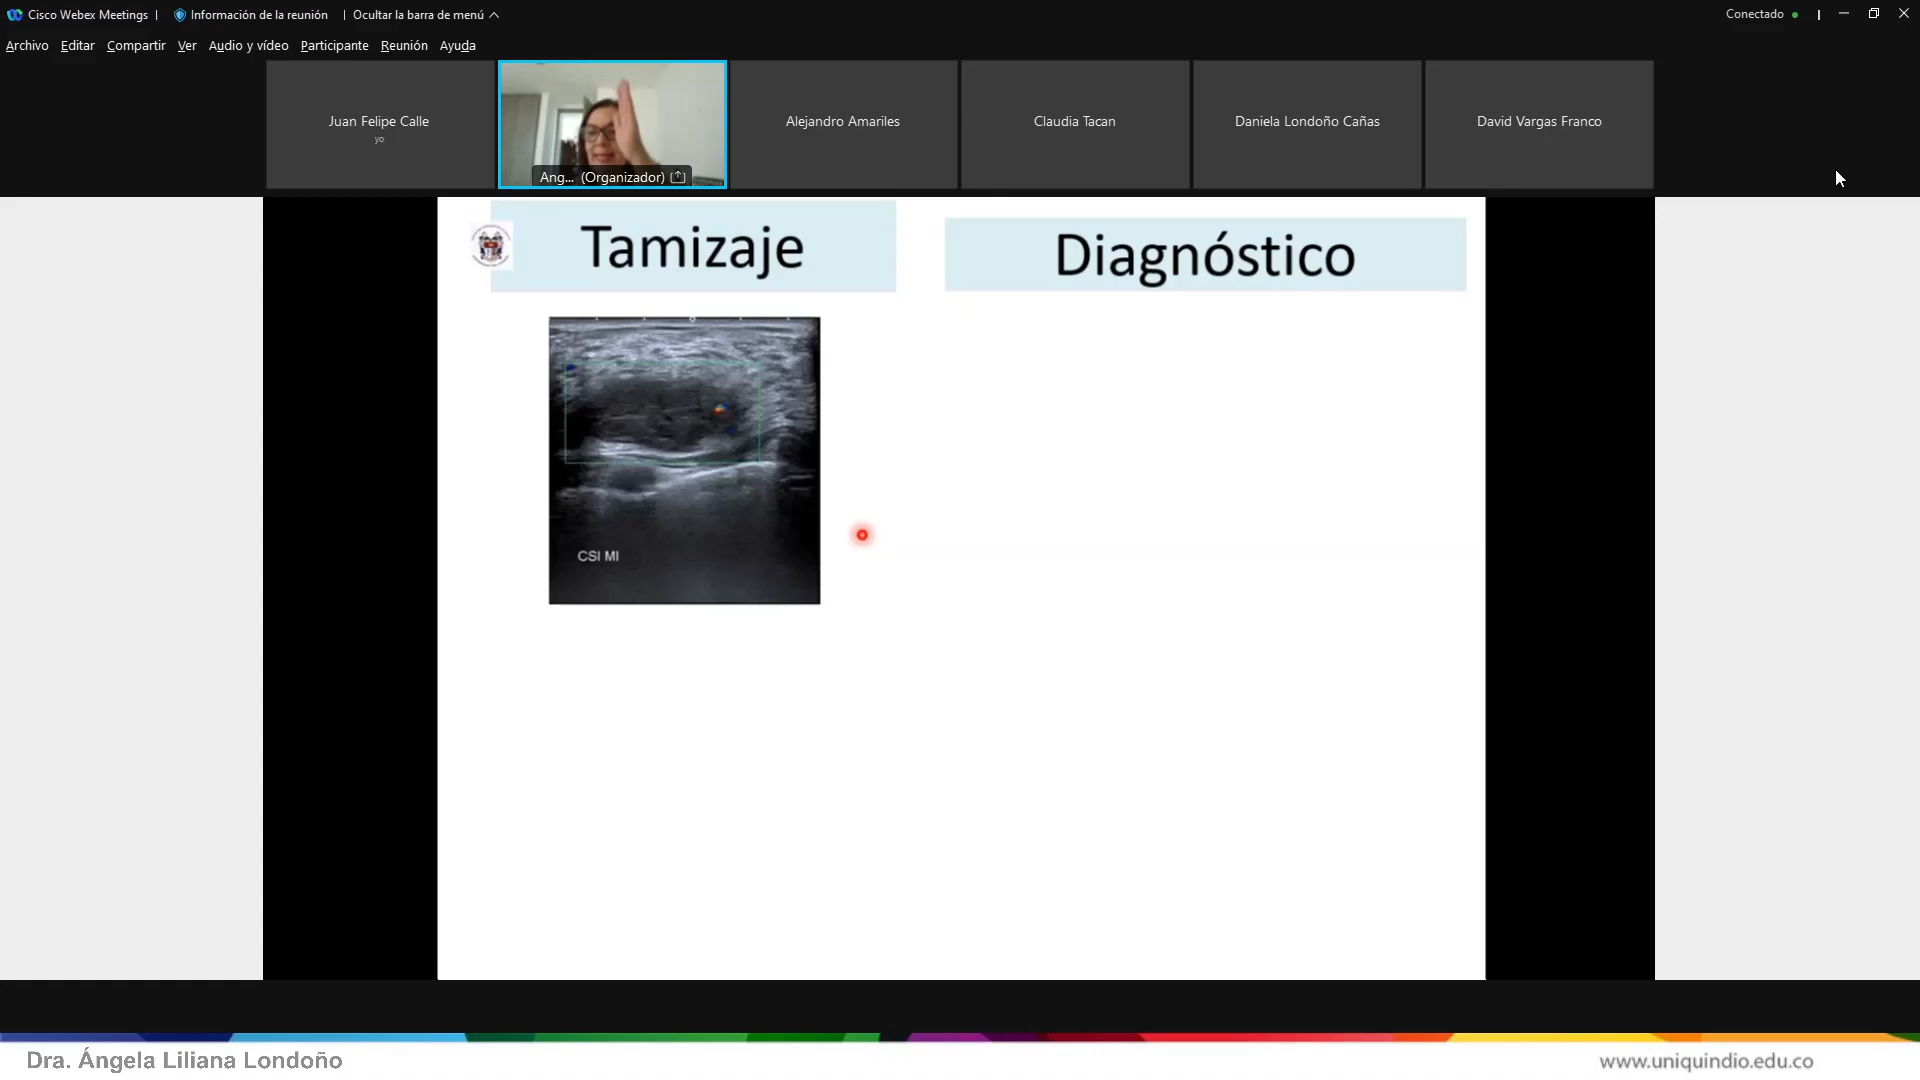 Cisco Webex Meetings | Información de la reunión | Ocultar la barra de menú
Conectado
Archivo Editar Compartir Ver Audio y vídeo Participante Reunión Ayuda
Juan Felipe Calle
yo
Ang... (Organizador)
Alejandro Amariles
Claudia Tacan
Daniela Londoño Cañas
David Vargas Franco
Tamizaje
Diagnóstico
CSI MI
Dra. Ángela Liliana Londoño
www.uniquindio.edu.co